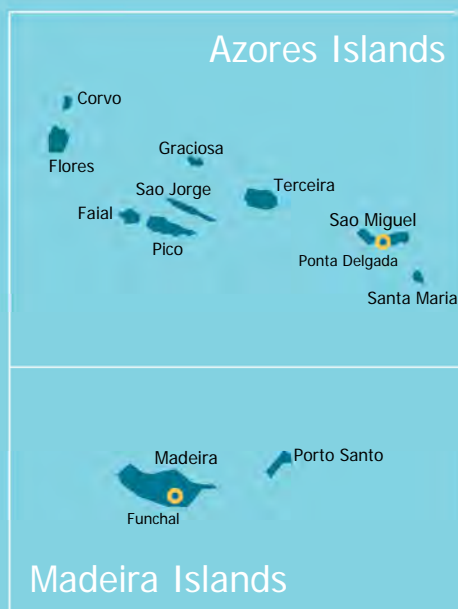 Azores Islands
Corvo
Flores
Graciosa
Sao Jorge
Terceira
Faial
Pico
Sao Miguel
Ponta Delgada
Santa Maria
Madeira
Porto Santo
Funchal
Madeira Islands